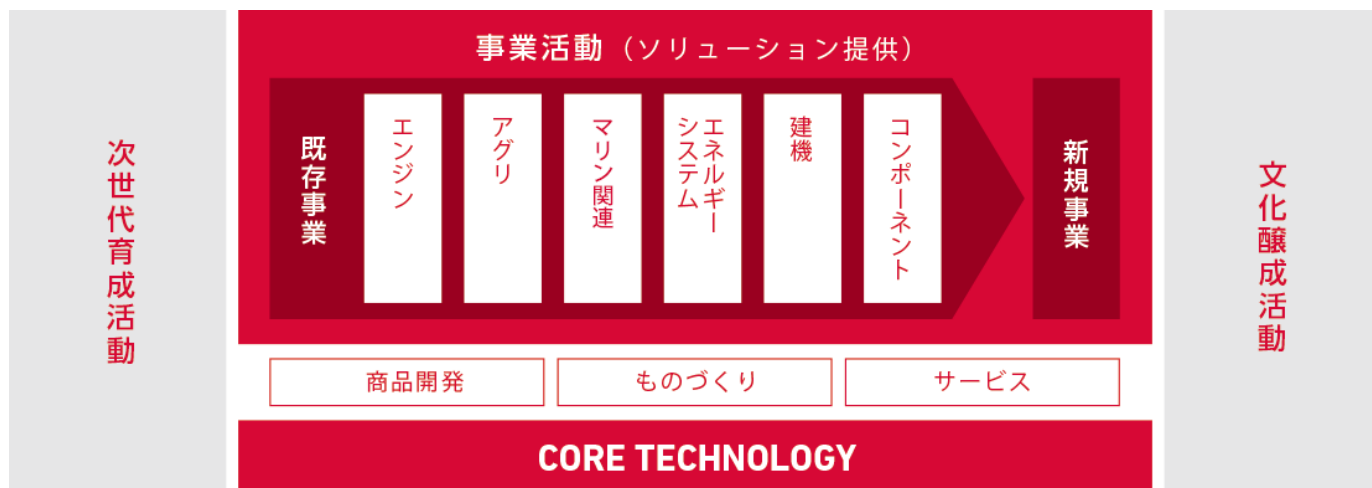 次世代育成活動
事業活動（ソリューション提供）
既存事業
エンジン
アグリ
マリン関連
エネルギー
システム
建機
コンポーネント
新規事業
商品開発
ものづくり
サービス
CORE TECHNOLOGY
文化醸成活動